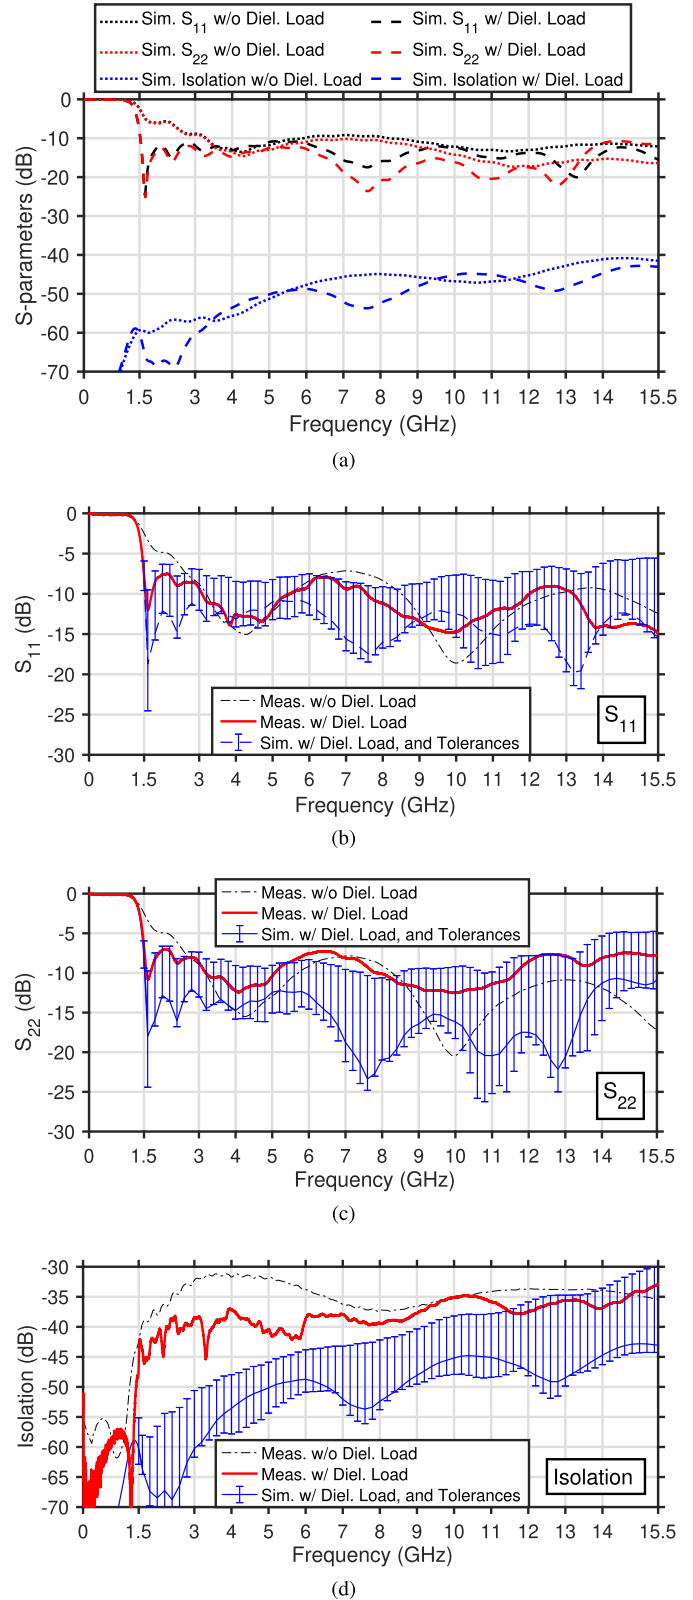 Sim. S11 w/o Diel. Load
Sim. S11 w/ Diel. Load
Sim. S22 w/o Diel. Load
Sim. S22 w/ Diel. Load
Sim. Isolation w/o Diel. Load
Sim. Isolation w/ Diel. Load
0
-10
-20
-30
-40
-50
-60
-70
S-parameters (dB)
0 1.5 3 4 5 6 7 8 9 10 11 12 13 14 15.5
Frequency (GHz)
(a)
0
-5
-10
-15
-20
-25
-30
S11 (dB)
Meas. w/o Diel. Load
Meas. w/ Diel. Load
Sim. w/ Diel. Load, and Tolerances
S11
0 1.5 3 4 5 6 7 8 9 10 11 12 13 14 15.5
Frequency (GHz)
(b)
0
-5
-10
-15
-20
-25
-30
S22 (dB)
Meas. w/o Diel. Load
Meas. w/ Diel. Load
Sim. w/ Diel. Load, and Tolerances
S22
0 1.5 3 4 5 6 7 8 9 10 11 12 13 14 15.5
Frequency (GHz)
(c)
-30
-35
-40
-45
-50
-55
-60
-65
-70
Isolation (dB)
Meas. w/o Diel. Load
Meas. w/ Diel. Load
Sim. w/ Diel. Load, and Tolerances
Isolation
0 1.5 3 4 5 6 7 8 9 10 11 12 13 14 15.5
Frequency (GHz)
(d)